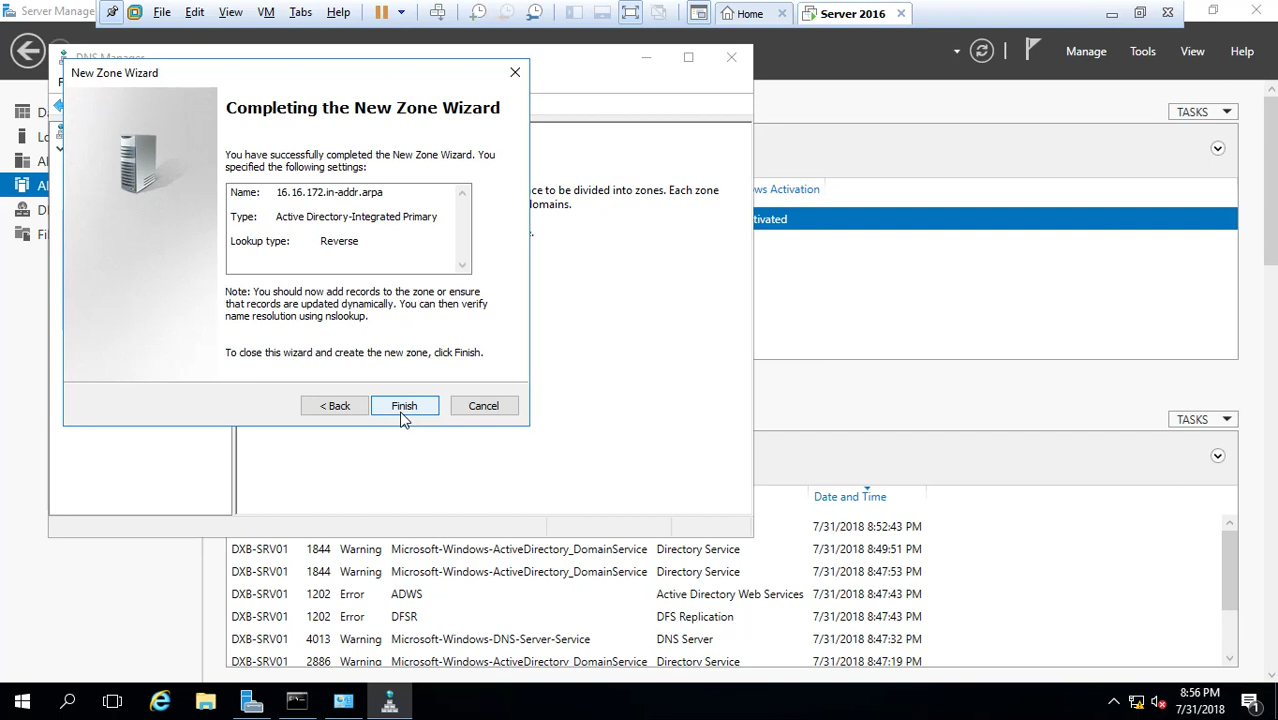 Server Manager
File Edit View VM Tabs Help
Home
Server 2016
Manage Tools View Help
DNS Manager
New Zone Wizard
Completing the New Zone Wizard
You have successfully completed the New Zone Wizard. You
specified the following settings:
Name: 16.16.172.in-addr.arpa
Type: Active Directory-Integrated Primary
Lookup type: Reverse
Note: You should now add records to the zone or ensure
that records are updated dynamically. You can then verify
name resolution using nslookup.
To close this wizard and create the new zone, click Finish.
< Back Finish Cancel
ce to be divided into zones. Each zone
domains.
TASKS
ws Activation
tivated
TASKS
Date and Time
7/31/2018 8:52:43 PM
DXB-SRV01 1844 Warning Microsoft-Windows-ActiveDirectory_DomainService Directory Service 7/31/2018 8:49:51 PM
DXB-SRV01 1844 Warning Microsoft-Windows-ActiveDirectory_DomainService Directory Service 7/31/2018 8:47:53 PM
DXB-SRV01 1202 Error ADWS Active Directory Web Services 7/31/2018 8:47:43 PM
DXB-SRV01 1202 Error DFSR DFS Replication 7/31/2018 8:47:43 PM
DXB-SRV01 4013 Warning Microsoft-Windows-DNS-Server-Service DNS Server 7/31/2018 8:47:32 PM
DXB-SRV01 2886 Warning Microsoft-Windows-ActiveDirectory_DomainService Directory Service 7/31/2018 8:47:19 PM
8:56 PM
7/31/2018
1